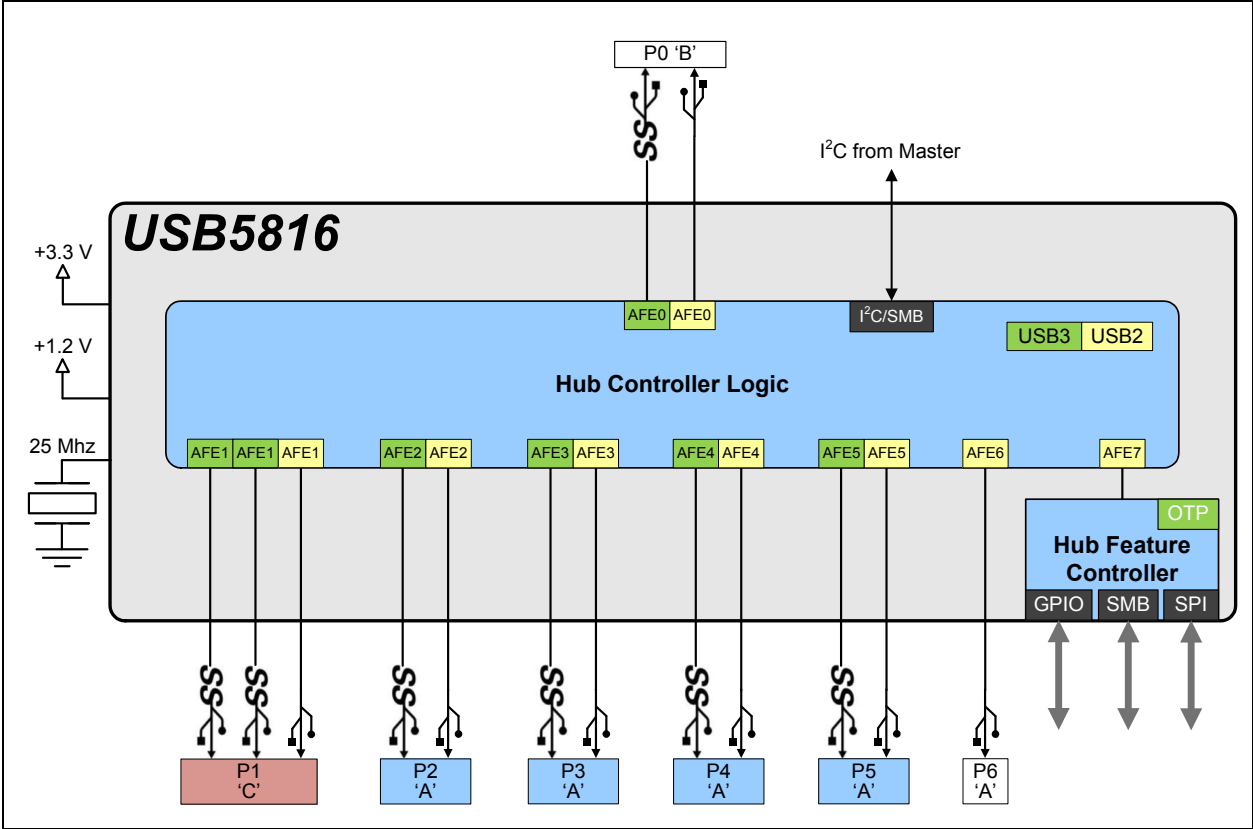 P0 ‘B’
SS
I²C from Master
USB5816
+3.3 V
+1.2 V
25 Mhz
AFE0 AFE0
I²C/SMB
USB3 USB2
Hub Controller Logic
AFE1 AFE1 AFE1 AFE2 AFE2 AFE3 AFE3 AFE4 AFE4 AFE5 AFE5 AFE6 AFE7
OTP
Hub Feature
Controller
GPIO SMB SPI
SS SS SS SS SS SS
P1 P2 P3 P4 P5 P6
‘C’ ‘A’ ‘A’ ‘A’ ‘A’ ‘A’